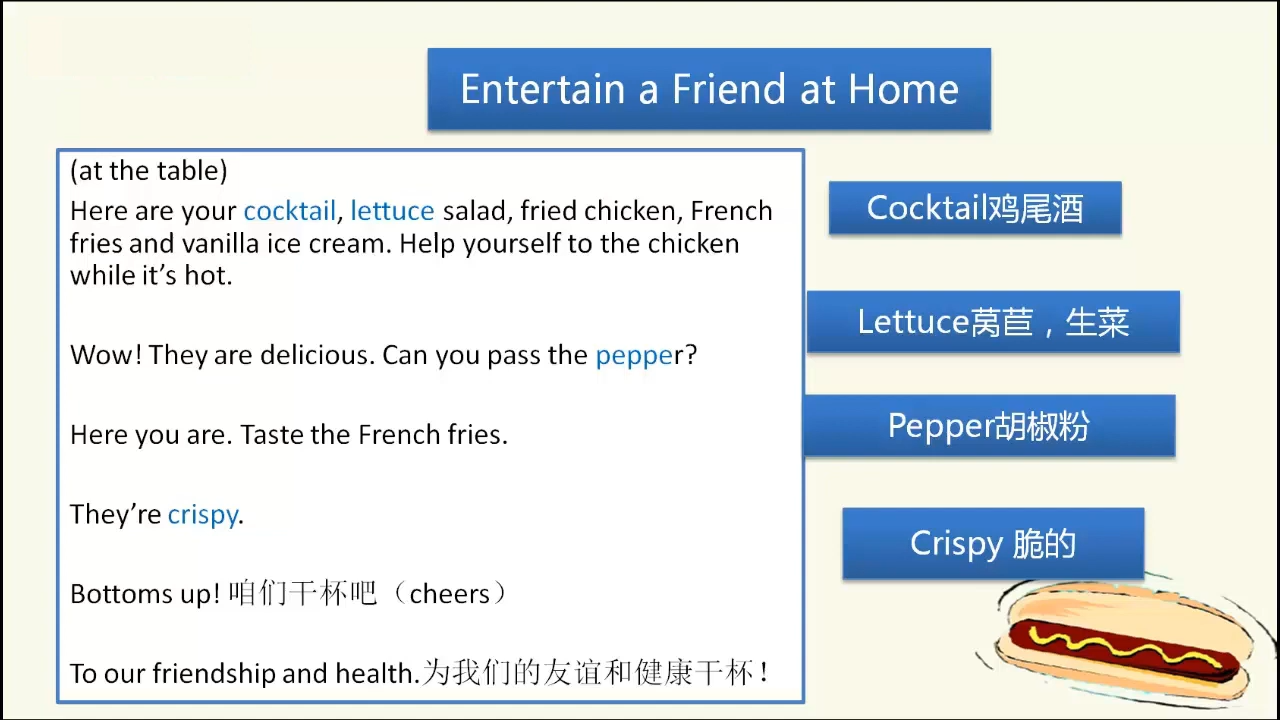 Entertain a Friend at Home
(at the table)
Here are your cocktail, lettuce salad, fried chicken, French
fries and vanilla ice cream. Help yourself to the chicken
while it’s hot.
Wow! They are delicious. Can you pass the pepper?
Here you are. Taste the French fries.
They’re crispy.
Bottoms up! 咱们干杯吧（cheers）
To our friendship and health.为我们的友谊和健康干杯！
Cocktail鸡尾酒
Lettuce莴苣，生菜
Pepper胡椒粉
Crispy 脆的